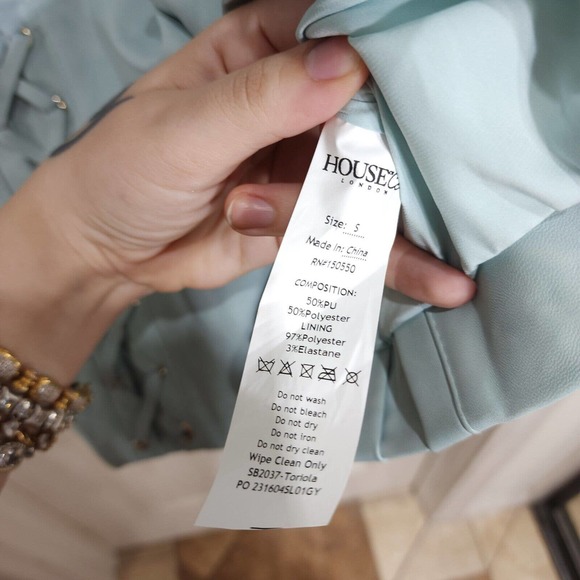 HOUSE OF C
LONDON
Size: S
Made in: China
RN#150550
COMPOSITION:
50%PU
50%Polyester
LINING
97%Polyester
3%Elastane
Do not wash
Do not bleach
Do not dry
Do not iron
Do not dry clean
Wipe Clean Only
SB2037-Toriola
PO 231604SL01GY